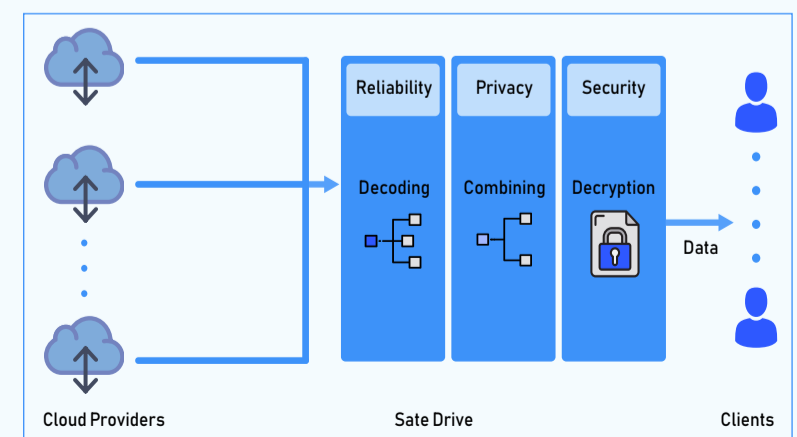 Reliability
Privacy
Security
Decoding
Combining
Decryption
Data
Cloud Providers
Sate Drive
Clients